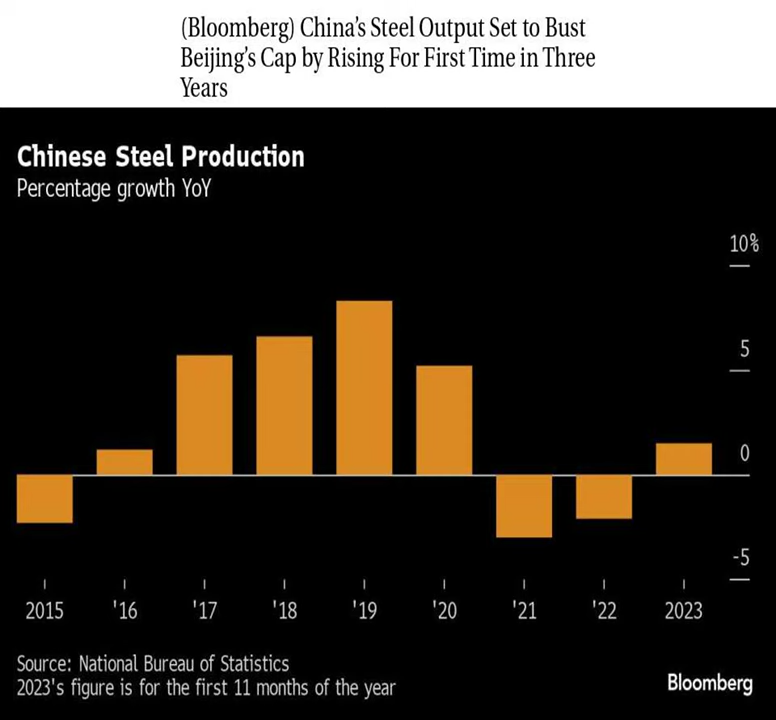 (Bloomberg) China’s Steel Output Set to Bust
Beijing’s Cap by Rising For First Time in Three
Years
Chinese Steel Production
Percentage growth YoY
10%
5
0
-5
2015 '16 '17 '18 '19 '20 '21 '22 2023
Source: National Bureau of Statistics
2023's figure is for the first 11 months of the year
Bloomberg